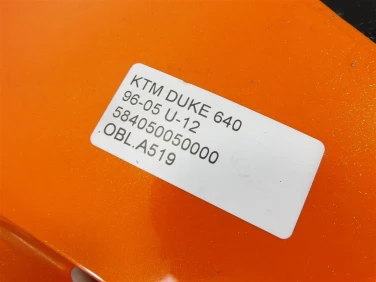 KTM DUKE 640
96-05 U-12
584050050000
.OBL.A519